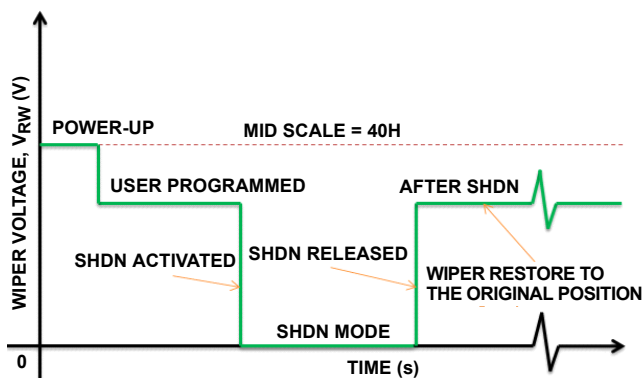 WIPER VOLTAGE, VRW (V)
POWER-UP
MID SCALE = 40H
USER PROGRAMMED
AFTER SHDN
SHDN ACTIVATED
SHDN RELEASED
WIPER RESTORE TO
THE ORIGINAL POSITION
SHDN MODE
0
TIME (s)